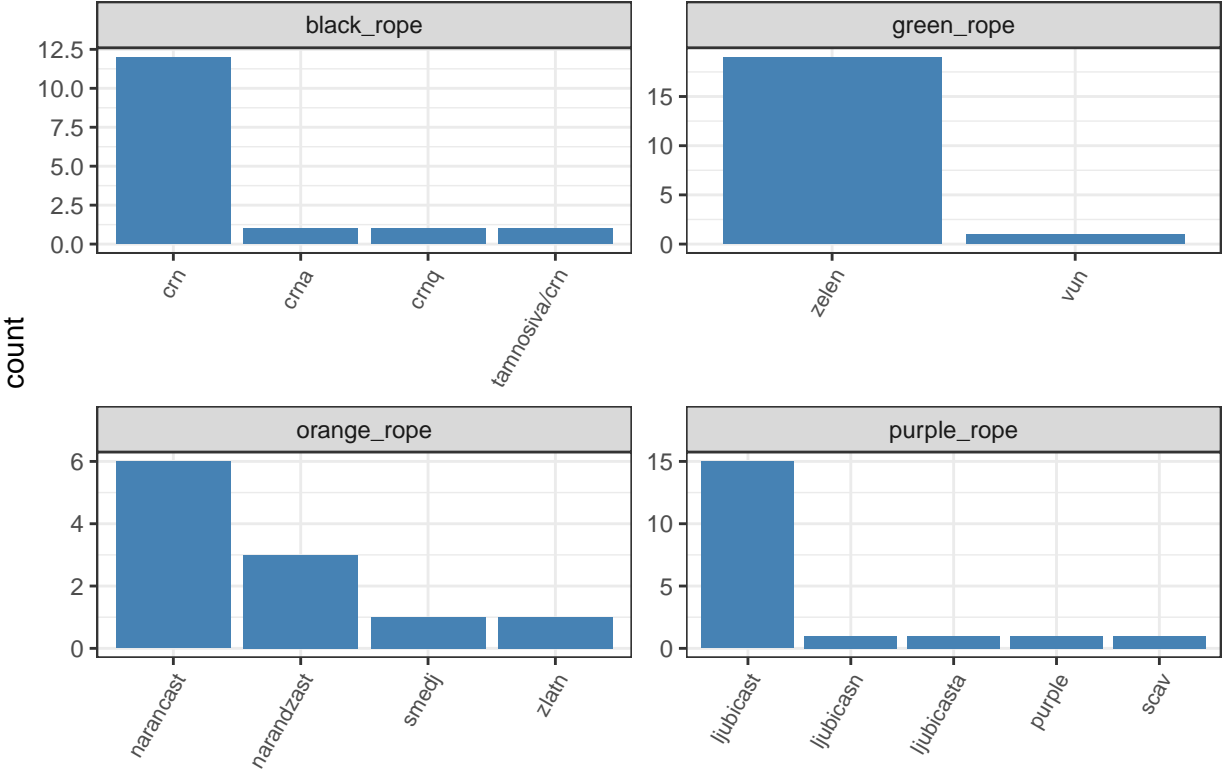 black_rope
12.5
10.0
7.5
5.0
2.5
0.0
crn
crna
crnq
tamnosiva/crn
green_rope
15
10
5
0
zelen
vun
count
orange_rope
6
4
2
0
narancast
narandzast
smedj
zlatn
purple_rope
15
10
5
0
ljubicast
ljubicasn
ljubicasta
purple
scav